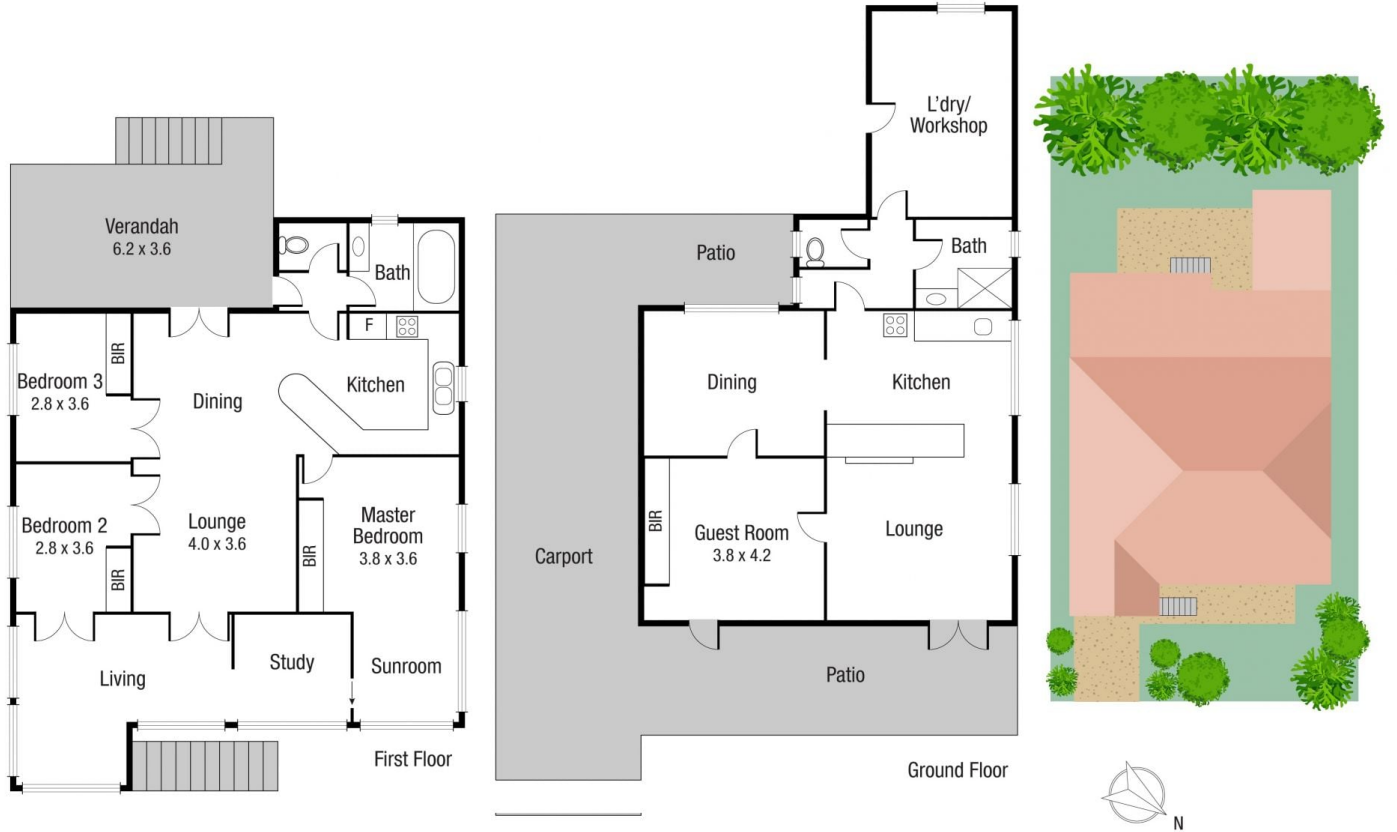 Verandah
6.2 x 3.6
Bath
F
BIR
Bedroom 3
2.8 x 3.6
Dining
Kitchen
Bedroom 2
2.8 x 3.6
BIR
Lounge
4.0 x 3.6
BIR
Master
Bedroom
3.8 x 3.6
Living
Study
Sunroom
First Floor
L'dry/
Workshop
Patio
Bath
Dining
Kitchen
BIR
Guest Room
3.8 x 4.2
Lounge
Carport
Patio
Ground Floor
N